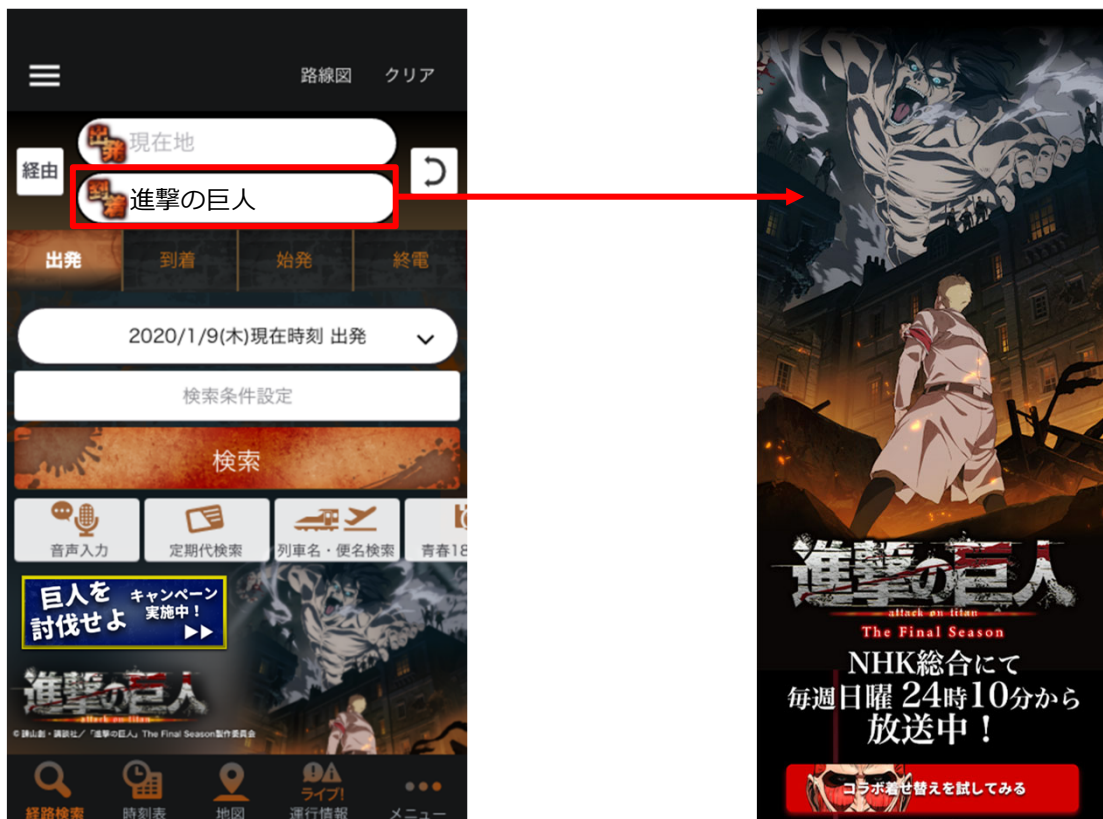 路線図 クリア
出発 現在地
経由
到着 進撃の巨人
出発 到着 始発 終電
2020/1/9(木)現在時刻 出発
検索条件設定
検索
音声入力 定期代検索 列車名・便名検索 青春18
巨人を
討伐せよ
キャンペーン
実施中!
▶▶
進撃の巨人
attack on titan
©諫山創・講談社/「進撃の巨人」The Final Season製作委員会
ライブ!
経路検索 時刻表 地図 運行情報 メニュー
進撃の巨人
attack on titan
The Final Season
NHK総合にて
毎週日曜 24時10分から
放送中!
コラボ着せ替えを試してみる